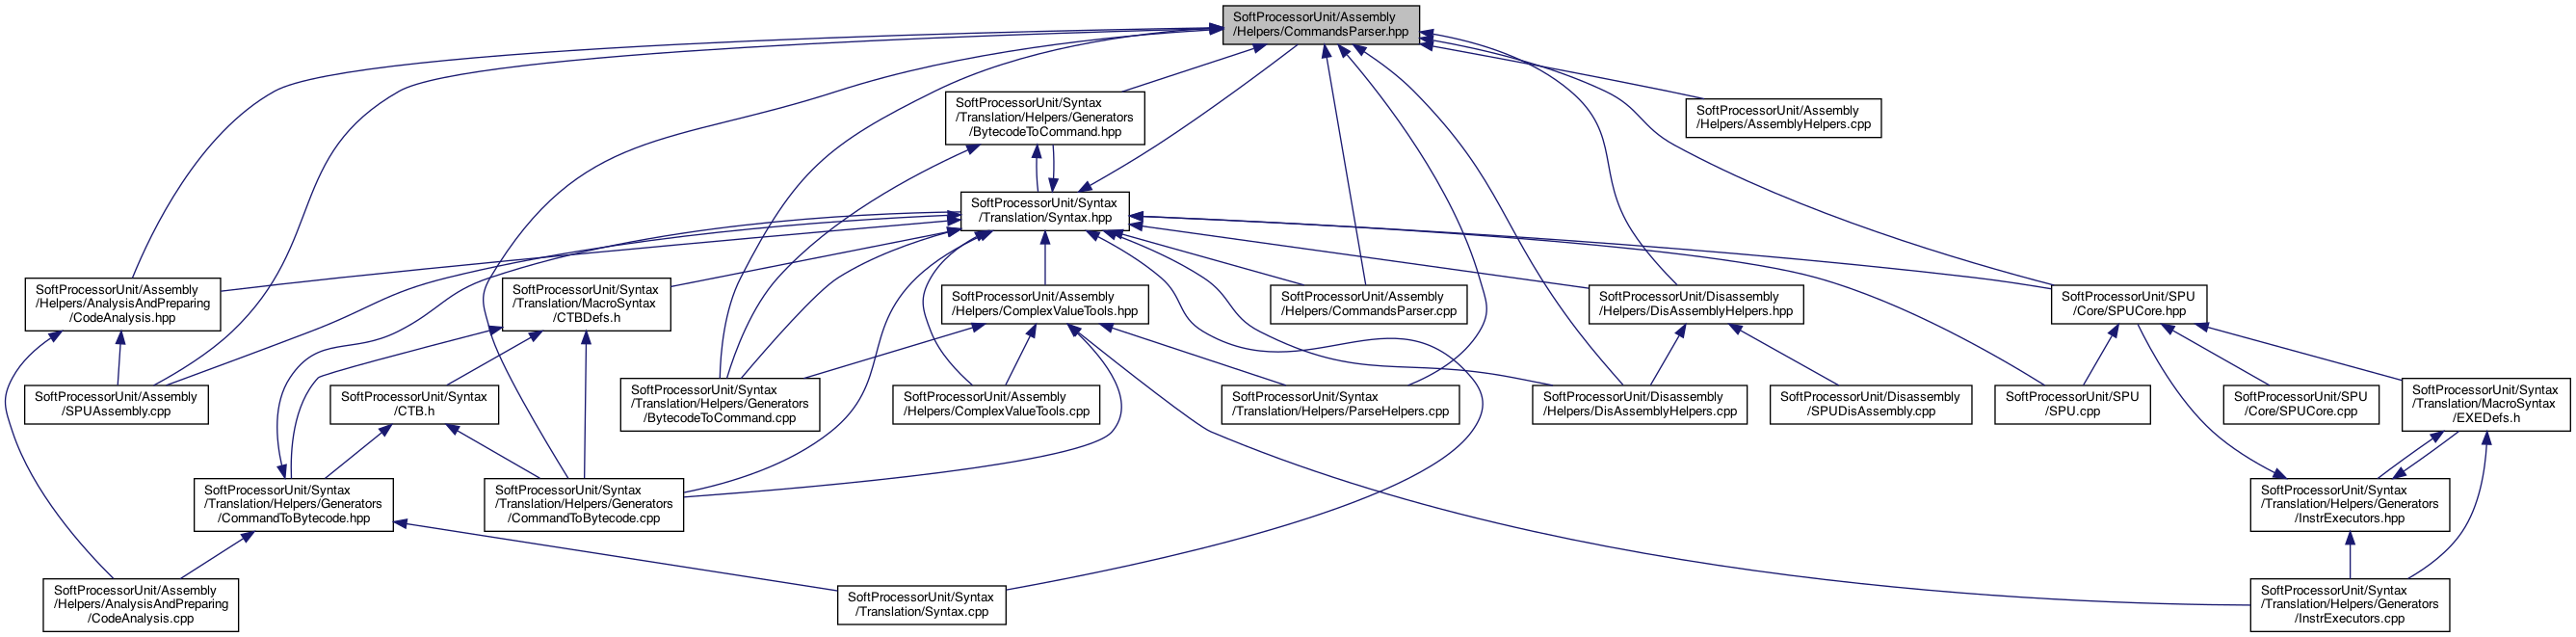 SoftProcessorUnit/Assembly
/Helpers/CommandsParser.hpp
SoftProcessorUnit/Syntax
/Translation/Helpers/Generators
/BytecodeToCommand.hpp
SoftProcessorUnit/Assembly
/Helpers/AssemblyHelpers.cpp
SoftProcessorUnit/Syntax
/Translation/Syntax.hpp
SoftProcessorUnit/Assembly
/Helpers/AnalysisAndPreparing
/CodeAnalysis.hpp
SoftProcessorUnit/Syntax
/Translation/MacroSyntax
/CTBDefs.h
SoftProcessorUnit/Assembly
/Helpers/ComplexValueTools.hpp
SoftProcessorUnit/Assembly
/Helpers/CommandsParser.cpp
SoftProcessorUnit/Disassembly
/Helpers/DisAssemblyHelpers.hpp
SoftProcessorUnit/SPU
/Core/SPUCore.hpp
SoftProcessorUnit/Assembly
/SPUAssembly.cpp
SoftProcessorUnit/Syntax
/CTB.h
SoftProcessorUnit/Syntax
/Translation/Helpers/Generators
/BytecodeToCommand.cpp
SoftProcessorUnit/Assembly
/Helpers/ComplexValueTools.cpp
SoftProcessorUnit/Syntax
/Translation/Helpers/ParseHelpers.cpp
SoftProcessorUnit/Disassembly
/Helpers/DisAssemblyHelpers.cpp
SoftProcessorUnit/Disassembly
/SPUDisAssembly.cpp
SoftProcessorUnit/SPU
/SPU.cpp
SoftProcessorUnit/SPU
/Core/SPUCore.cpp
SoftProcessorUnit/Syntax
/Translation/MacroSyntax
/EXEDefs.h
SoftProcessorUnit/Syntax
/Translation/Helpers/Generators
/CommandToBytecode.hpp
SoftProcessorUnit/Syntax
/Translation/Helpers/Generators
/CommandToBytecode.cpp
SoftProcessorUnit/Syntax
/Translation/Helpers/Generators
/InstrExecutors.hpp
SoftProcessorUnit/Assembly
/Helpers/AnalysisAndPreparing
/CodeAnalysis.cpp
SoftProcessorUnit/Syntax
/Translation/Syntax.cpp
SoftProcessorUnit/Syntax
/Translation/Helpers/Generators
/InstrExecutors.cpp